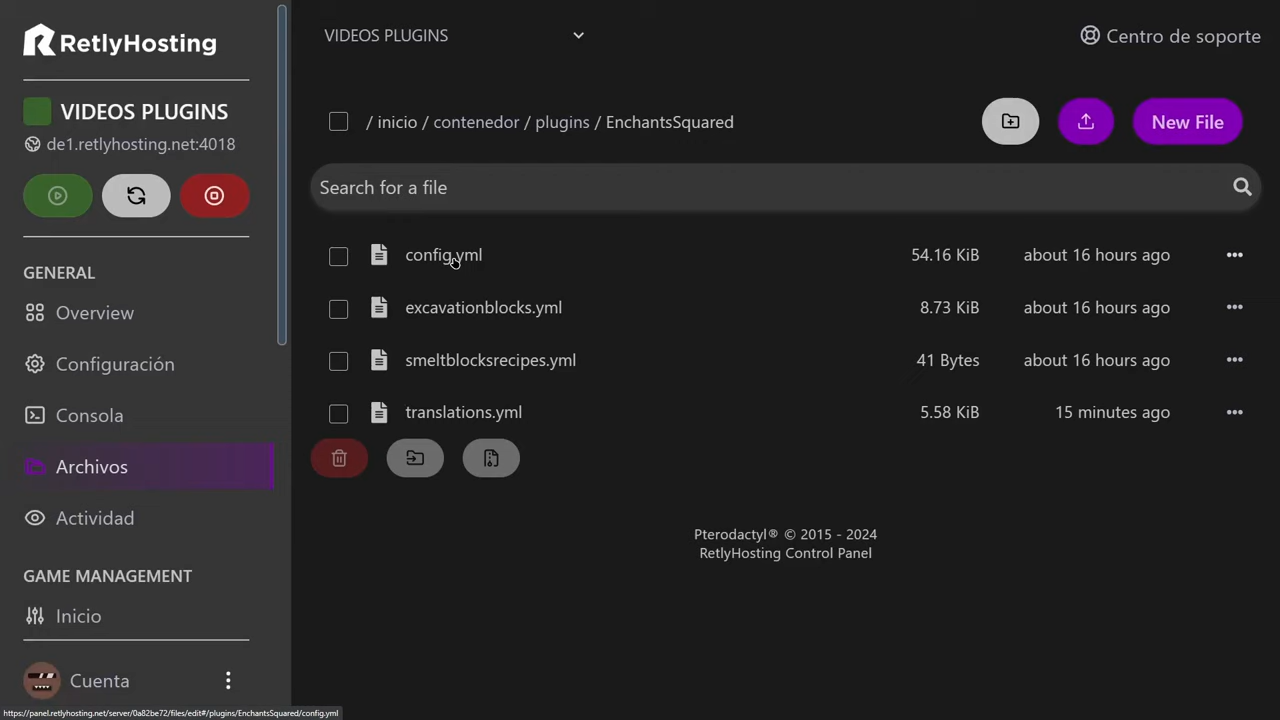 RetlyHosting
VIDEOS PLUGINS
Centro de soporte
VIDEOS PLUGINS
de1.retlyhosting.net:4018
/ inicio / contenedor / plugins / EnchantsSquared
New File
Search for a file
config.yml 54.16 KiB about 16 hours ago
excavationblocks.yml 8.73 KiB about 16 hours ago
smeltblocksrecipes.yml 41 Bytes about 16 hours ago
translations.yml 5.58 KiB 15 minutes ago
GENERAL
Overview
Configuración
Consola
Archivos
Actividad
GAME MANAGEMENT
Inicio
Cuenta
Pterodactyl® © 2015 - 2024
RetlyHosting Control Panel
https://panel.retlyhosting.net/server/0a82be72/files/edit#/plugins/EnchantsSquared/config.yml